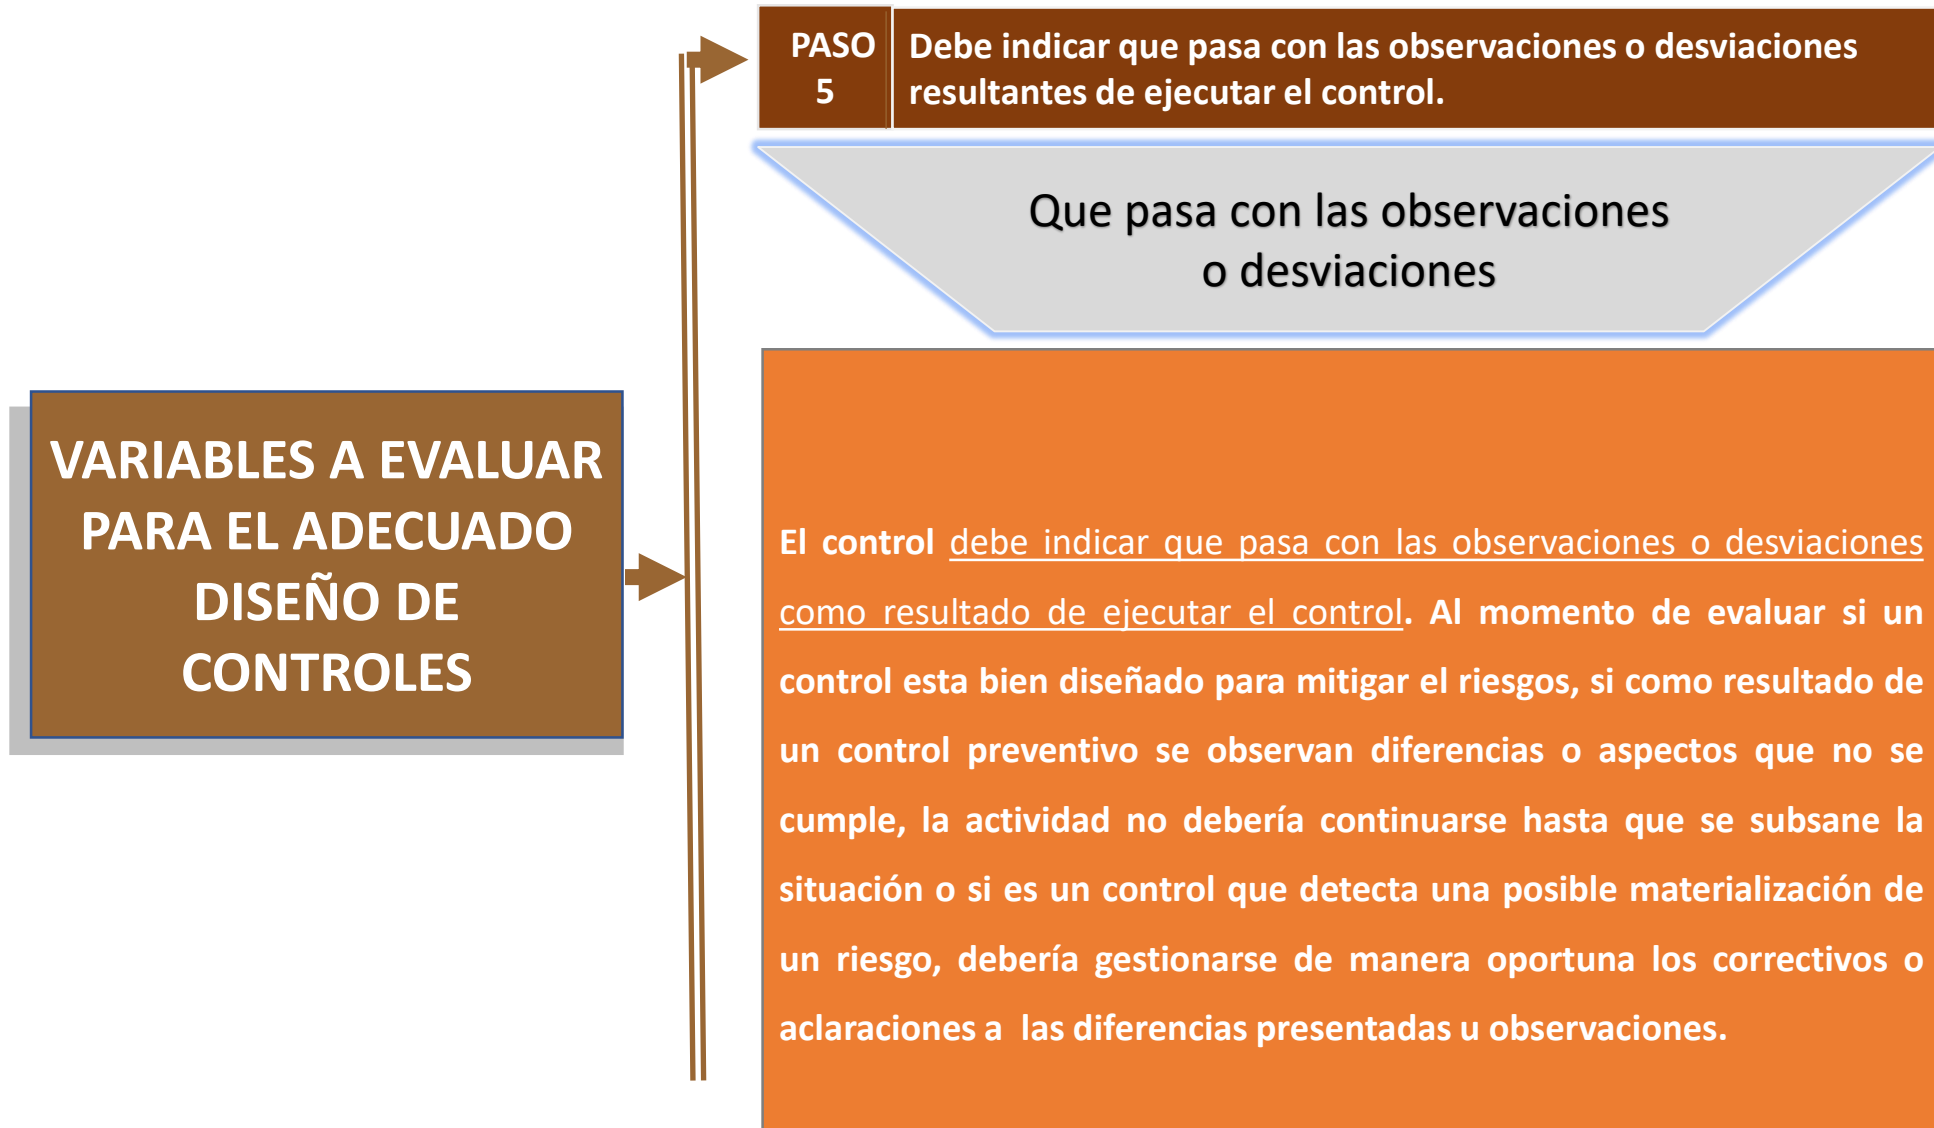 PASO
5
Debe indicar que pasa con las observaciones o desviaciones
resultantes de ejecutar el control.
Que pasa con las observaciones
o desviaciones
VARIABLES A EVALUAR
PARA EL ADECUADO
DISEÑO DE
CONTROLES
El control debe indicar que pasa con las observaciones o desviaciones
como resultado de ejecutar el control. Al momento de evaluar si un
control esta bien diseñado para mitigar el riesgos, si como resultado de
un control preventivo se observan diferencias o aspectos que no se
cumple, la actividad no debería continuarse hasta que se subsane la
situación o si es un control que detecta una posible materialización de
un riesgo, debería gestionarse de manera oportuna los correctivos o
aclaraciones a las diferencias presentadas u observaciones.